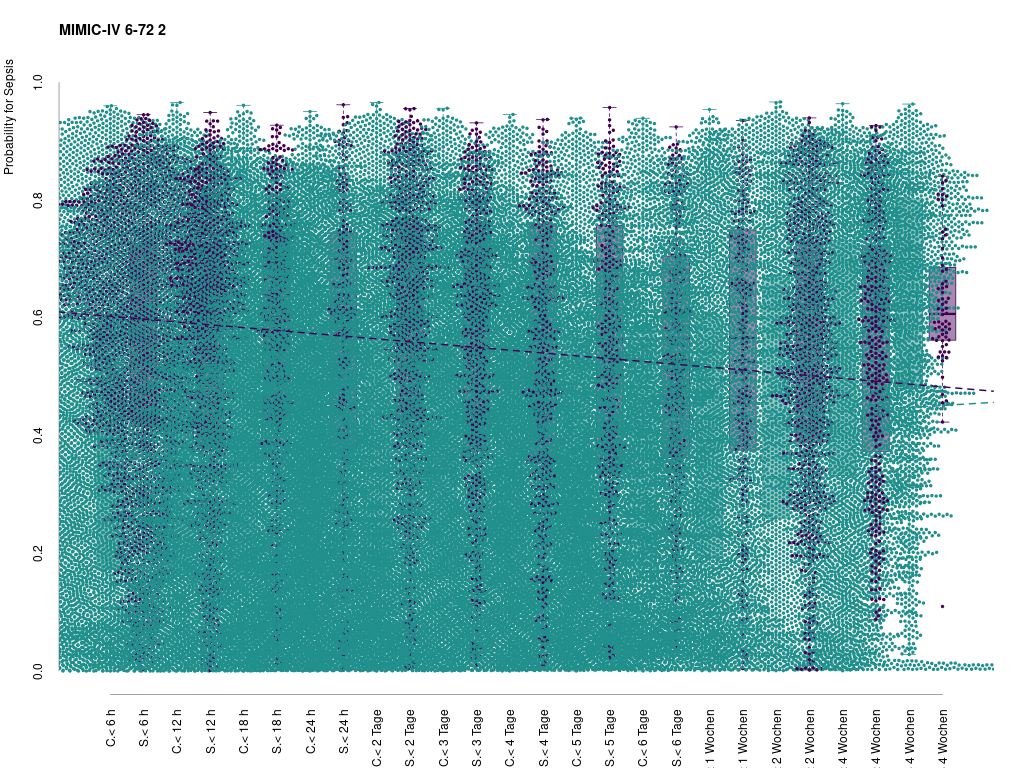 MIMIC-IV 6-72 2
Probability for Sepsis
1.0
0.8
0.6
0.4
0.2
0.0
C.< 6 h
S.< 6 h
C.< 12 h
S.< 12 h
C.< 18 h
S.< 18 h
C.< 24 h
S.< 24 h
C.< 2 Tage
S.< 2 Tage
C.< 3 Tage
S.< 3 Tage
C.< 4 Tage
S.< 4 Tage
C.< 5 Tage
S.< 5 Tage
C.< 6 Tage
S.< 6 Tage
1 Wochen
1 Wochen
2 Wochen
2 Wochen
4 Wochen
4 Wochen
4 Wochen
4 Wochen